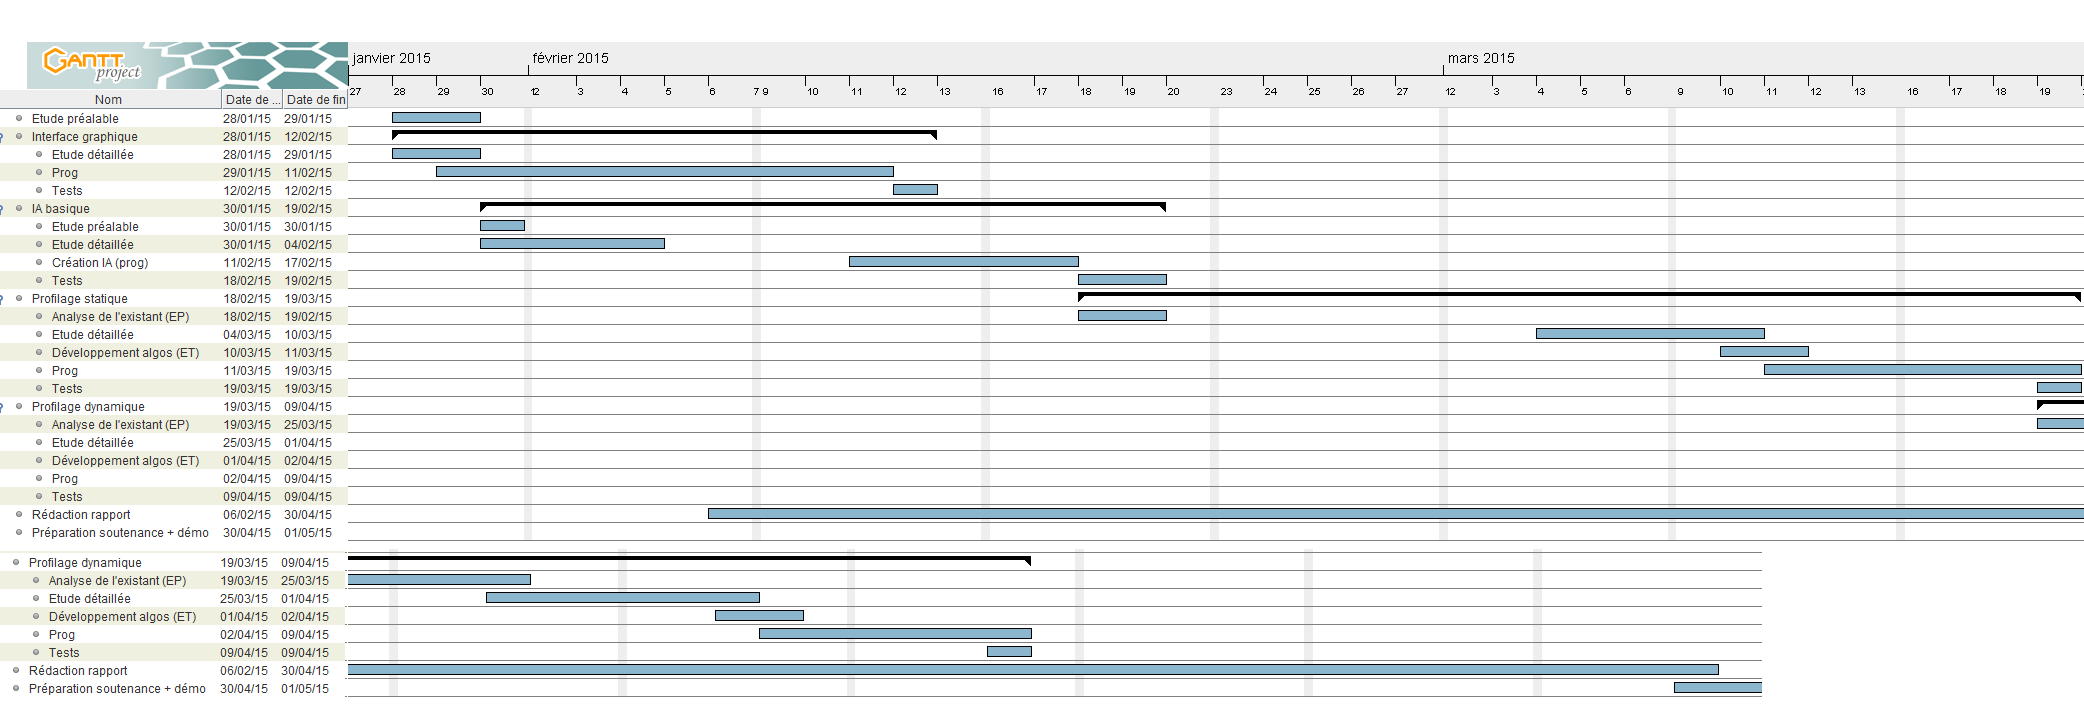 GANTT
project
janvier 2015 février 2015 mars 2015
27 28 29 30 12 3 4 5 6 7 9 10 11 12 13 16 17 18 19 20 23 24 25 26 27 12 3 4 5 6 9 10 11 12 13 16 17 18 19
Nom Date de ... Date de fin
Etude préalable 28/01/15 29/01/15
Interface graphique 28/01/15 12/02/15
Etude détaillée 28/01/15 29/01/15
Prog 29/01/15 11/02/15
Tests 12/02/15 12/02/15
IA basique 30/01/15 19/02/15
Etude préalable 30/01/15 30/01/15
Etude détaillée 30/01/15 04/02/15
Création IA (prog) 11/02/15 17/02/15
Tests 18/02/15 19/02/15
Profilage statique 18/02/15 19/03/15
Analyse de l'existant (EP) 18/02/15 19/02/15
Etude détaillée 04/03/15 10/03/15
Développement algos (ET) 10/03/15 11/03/15
Prog 11/03/15 19/03/15
Tests 19/03/15 19/03/15
Profilage dynamique 19/03/15 09/04/15
Analyse de l'existant (EP) 19/03/15 25/03/15
Etude détaillée 25/03/15 01/04/15
Développement algos (ET) 01/04/15 02/04/15
Prog 02/04/15 09/04/15
Tests 09/04/15 09/04/15
Rédaction rapport 06/02/15 30/04/15
Préparation soutenance + démo 30/04/15 01/05/15
Profilage dynamique 19/03/15 09/04/15
Analyse de l'existant (EP) 19/03/15 25/03/15
Etude détaillée 25/03/15 01/04/15
Développement algos (ET) 01/04/15 02/04/15
Prog 02/04/15 09/04/15
Tests 09/04/15 09/04/15
Rédaction rapport 06/02/15 30/04/15
Préparation soutenance + démo 30/04/15 01/05/15